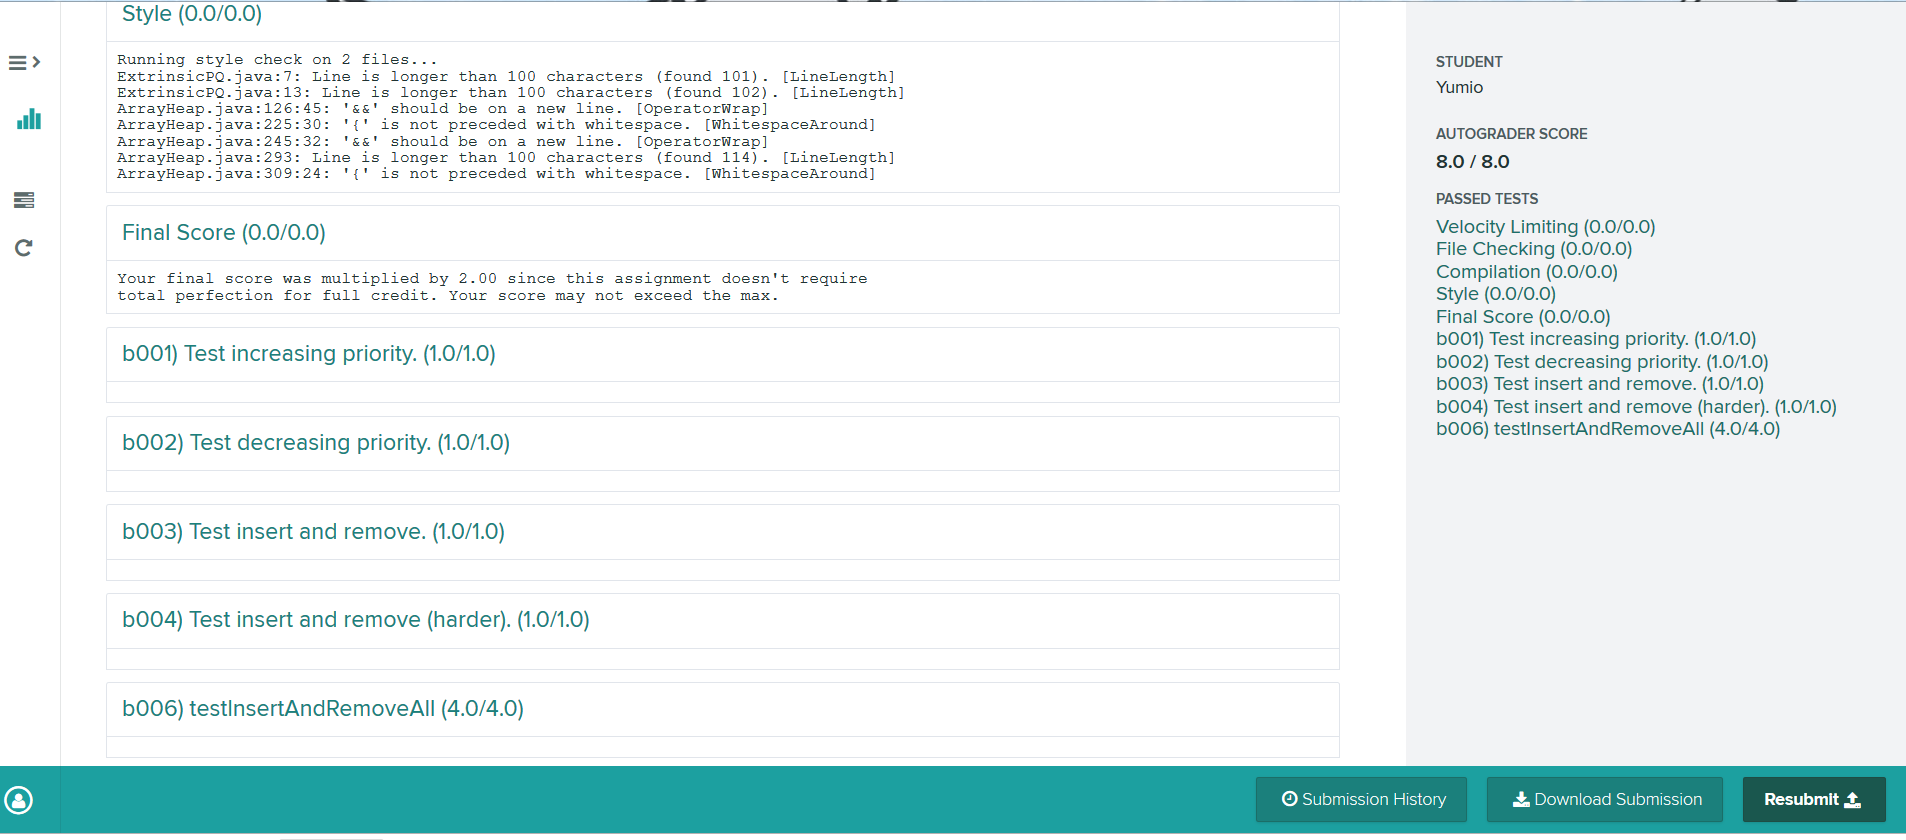 Style (0.0/0.0)
Running style check on 2 files...
ExtrinsicPQ.java:7: Line is longer than 100 characters (found 101). [LineLength]
ExtrinsicPQ.java:13: Line is longer than 100 characters (found 102). [LineLength]
ArrayHeap.java:126:45: '&&' should be on a new line. [OperatorWrap]
ArrayHeap.java:225:30: '{' is not preceded with whitespace. [WhitespaceAround]
ArrayHeap.java:245:32: '&&' should be on a new line. [OperatorWrap]
ArrayHeap.java:293: Line is longer than 100 characters (found 114). [LineLength]
ArrayHeap.java:309:24: '{' is not preceded with whitespace. [WhitespaceAround]
Final Score (0.0/0.0)
Your final score was multiplied by 2.00 since this assignment doesn't require
total perfection for full credit. Your score may not exceed the max.
b001) Test increasing priority. (1.0/1.0)
b002) Test decreasing priority. (1.0/1.0)
b003) Test insert and remove. (1.0/1.0)
b004) Test insert and remove (harder). (1.0/1.0)
b006) testInsertAndRemoveAll (4.0/4.0)
STUDENT
Yumio
AUTOGRADER SCORE
8.0 / 8.0
PASSED TESTS
Velocity Limiting (0.0/0.0)
File Checking (0.0/0.0)
Compilation (0.0/0.0)
Style (0.0/0.0)
Final Score (0.0/0.0)
b001) Test increasing priority. (1.0/1.0)
b002) Test decreasing priority. (1.0/1.0)
b003) Test insert and remove. (1.0/1.0)
b004) Test insert and remove (harder). (1.0/1.0)
b006) testInsertAndRemoveAll (4.0/4.0)
Submission History
Download Submission
Resubmit